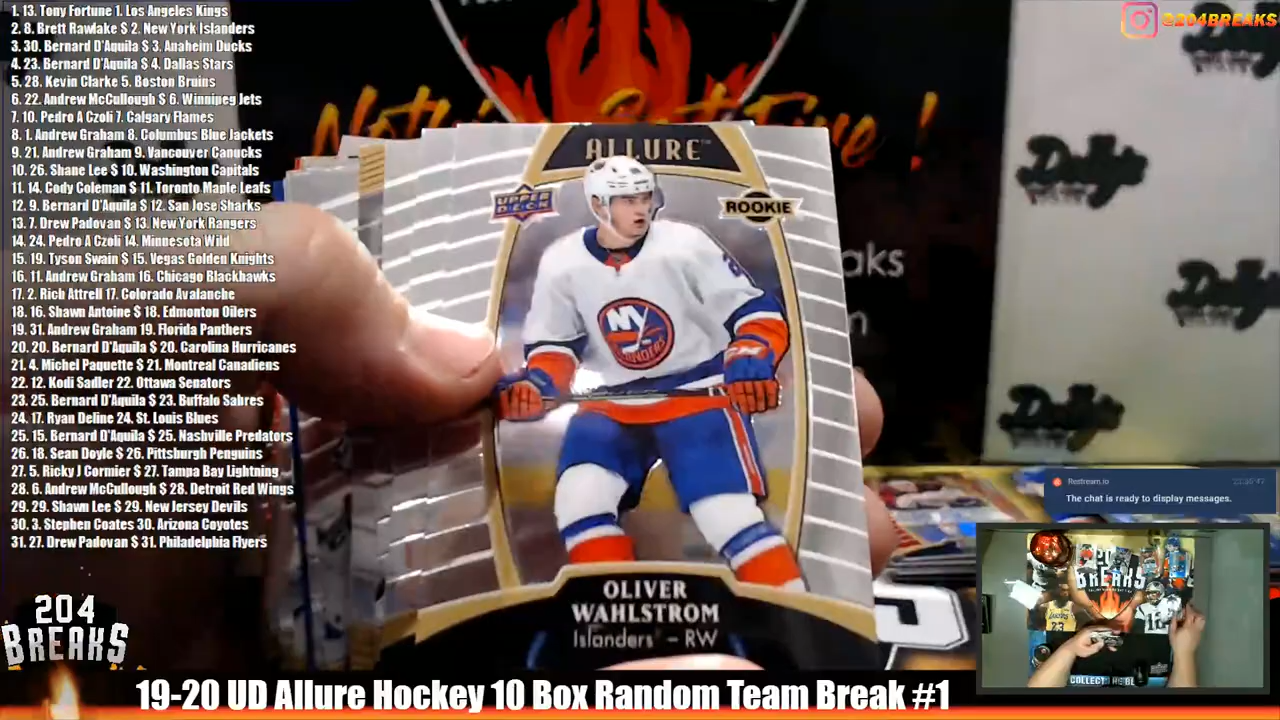 1. 13. Tony Fortune 1. Los Angeles Kings
2. 8. Brett Rawlake $ 2. New York Islanders
3. 30. Bernard D'Aquila $ 3. Anaheim Ducks
4. 23. Bernard D'Aquila $ 4. Dallas Stars
5. 28. Kevin Clarke 5. Boston Bruins
6. 22. Andrew McCullough $ 6. Winnipeg Jets
7. 10. Pedro A Czoli 7. Calgary Flames
8. 1. Andrew Graham 8. Columbus Blue Jackets
9. 21. Andrew Graham 9. Vancouver Canucks
10. 26. Shane Lee $ 10. Washington Capitals
11. 14. Cody Coleman $ 11. Toronto Maple Leafs
12. 9. Bernard D'Aquila $ 12. San Jose Sharks
13. 7. Drew Padovan $ 13. New York Rangers
14. 24. Pedro A Czoli 14. Minnesota Wild
15. 19. Tyson Swain $ 15. Vegas Golden Knights
16. 11. Andrew Graham 16. Chicago Blackhawks
17. 2. Rich Attrell 17. Colorado Avalanche
18. 16. Shawn Antoine $ 18. Edmonton Oilers
19. 31. Andrew Graham 19. Florida Panthers
20. 20. Bernard D'Aquila $ 20. Carolina Hurricanes
21. 4. Michel Paquette $ 21. Montreal Canadiens
22. 12. Kodi Sadler 22. Ottawa Senators
23. 25. Bernard D'Aquila $ 23. Buffalo Sabres
24. 17. Ryan Deline 24. St. Louis Blues
25. 15. Bernard D'Aquila $ 25. Nashville Predators
26. 18. Sean Doyle $ 26. Pittsburgh Penguins
27. 5. Ricky J Cormier $ 27. Tampa Bay Lightning
28. 6. Andrew McCullough $ 28. Detroit Red Wings
29. 29. Shawn Lee $ 29. New Jersey Devils
30. 3. Stephen Coates 30. Arizona Coyotes
31. 27. Drew Padovan $ 31. Philadelphia Flyers
204
BREAKS
@204BREAKS
ALLURE
UPPER
DECK
ROOKIE
NY
ISLANDERS
CCM
OLIVER
WAHLSTROM
Islanders - RW
Dolly's
Dolly's
Dolly's
Restream.io
The chat is ready to display messages.
BREAKS
23
19-20 UD Allure Hockey 10 Box Random Team Break #1